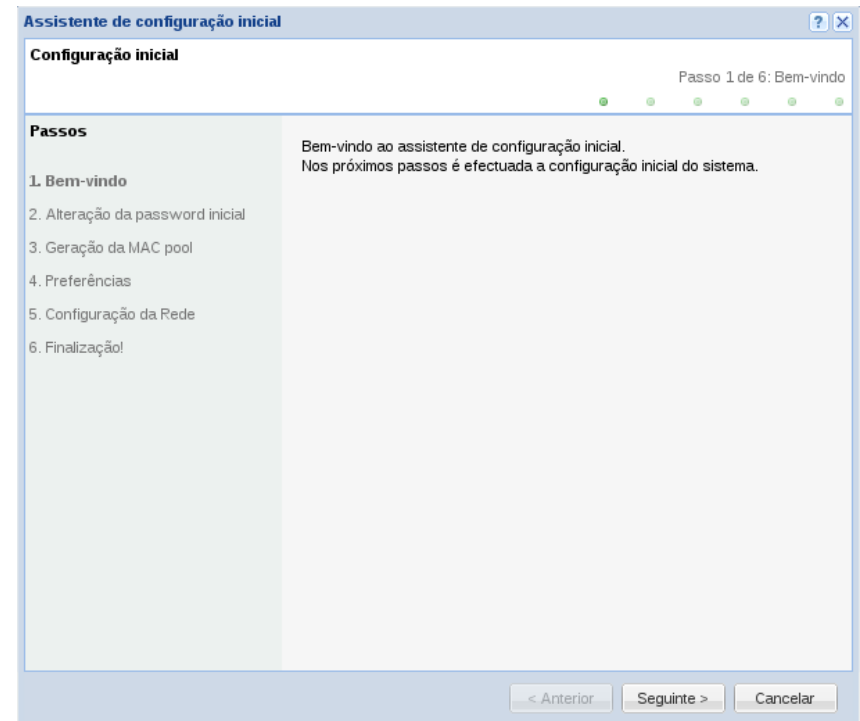 Assistente de configuração inicial
?
Configuração inicial
Passo 1 de 6: Bem-vindo
Passos
1. Bem-vindo
2. Alteração da password inicial
3. Geração da MAC pool
4. Preferências
5. Configuração da Rede
6. Finalização!
Bem-vindo ao assistente de configuração inicial.
Nos próximos passos é efectuada a configuração inicial do sistema.
< Anterior
Seguinte >
Cancelar